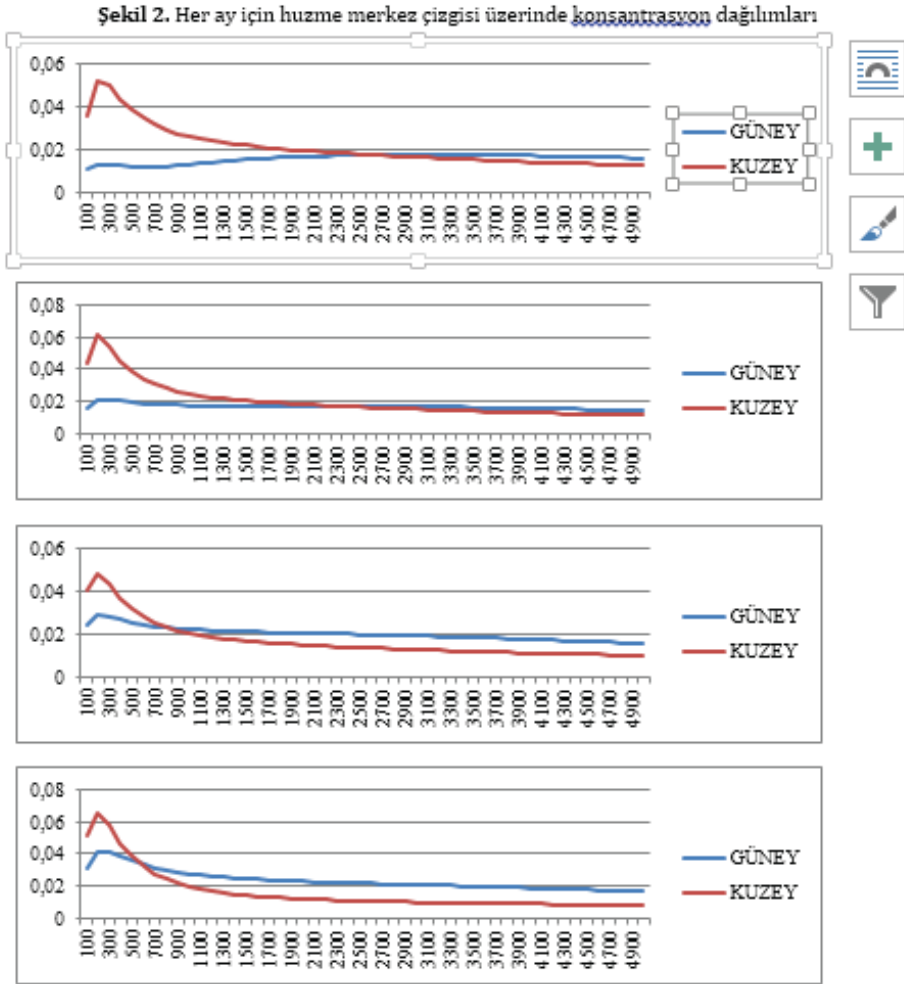 Şekil 2. Her ay için huzme merkez çizgisi üzerinde konsantrasyon dağılımları
0,06
0,04
0,02
0
100 300 500 700 900 1100 1300 1500 1700 1900 2100 2300 2500 2700 2900 3100 3300 3500 3700 3900 4100 4300 4500 4700 4900
GÜNEY
KUZEY
0,08
0,06
0,04
0,02
0
100 300 500 700 900 1100 1300 1500 1700 1900 2100 2300 2500 2700 2900 3100 3300 3500 3700 3900 4100 4300 4500 4700 4900
GÜNEY
KUZEY
0,06
0,04
0,02
0
100 300 500 700 900 1100 1300 1500 1700 1900 2100 2300 2500 2700 2900 3100 3300 3500 3700 3900 4100 4300 4500 4700 4900
GÜNEY
KUZEY
0,08
0,06
0,04
0,02
0
100 300 500 700 900 1100 1300 1500 1700 1900 2100 2300 2500 2700 2900 3100 3300 3500 3700 3900 4100 4300 4500 4700 4900
GÜNEY
KUZEY